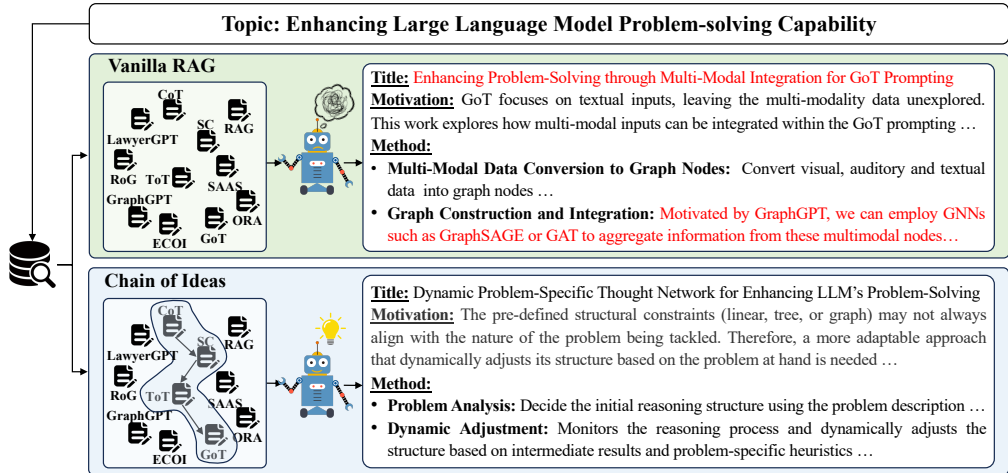 Topic: Enhancing Large Language Model Problem-solving Capability
Vanilla RAG
CoT
LawyerGPT
SC
RAG
RoG
ToT
SAAS
GraphGPT
ECOI
GoT
ORA
Title: Enhancing Problem-Solving through Multi-Modal Integration for GoT Prompting
Motivation: GoT focuses on textual inputs, leaving the multi-modality data unexplored.
This work explores how multi-modal inputs can be integrated within the GoT prompting …
Method:
• Multi-Modal Data Conversion to Graph Nodes: Convert visual, auditory and textual
data into graph nodes …
• Graph Construction and Integration: Motivated by GraphGPT, we can employ GNNs
such as GraphSAGE or GAT to aggregate information from these multimodal nodes…
Chain of Ideas
CoT
LawyerGPT
SC
RAG
RoG
ToT
SAAS
GraphGPT
ECOI
GoT
ORA
Title: Dynamic Problem-Specific Thought Network for Enhancing LLM's Problem-Solving
Motivation: The pre-defined structural constraints (linear, tree, or graph) may not always
align with the nature of the problem being tackled. Therefore, a more adaptable approach
that dynamically adjusts its structure based on the problem at hand is needed …
Method:
• Problem Analysis: Decide the initial reasoning structure using the problem description …
• Dynamic Adjustment: Monitors the reasoning process and dynamically adjusts the
structure based on intermediate results and problem-specific heuristics …